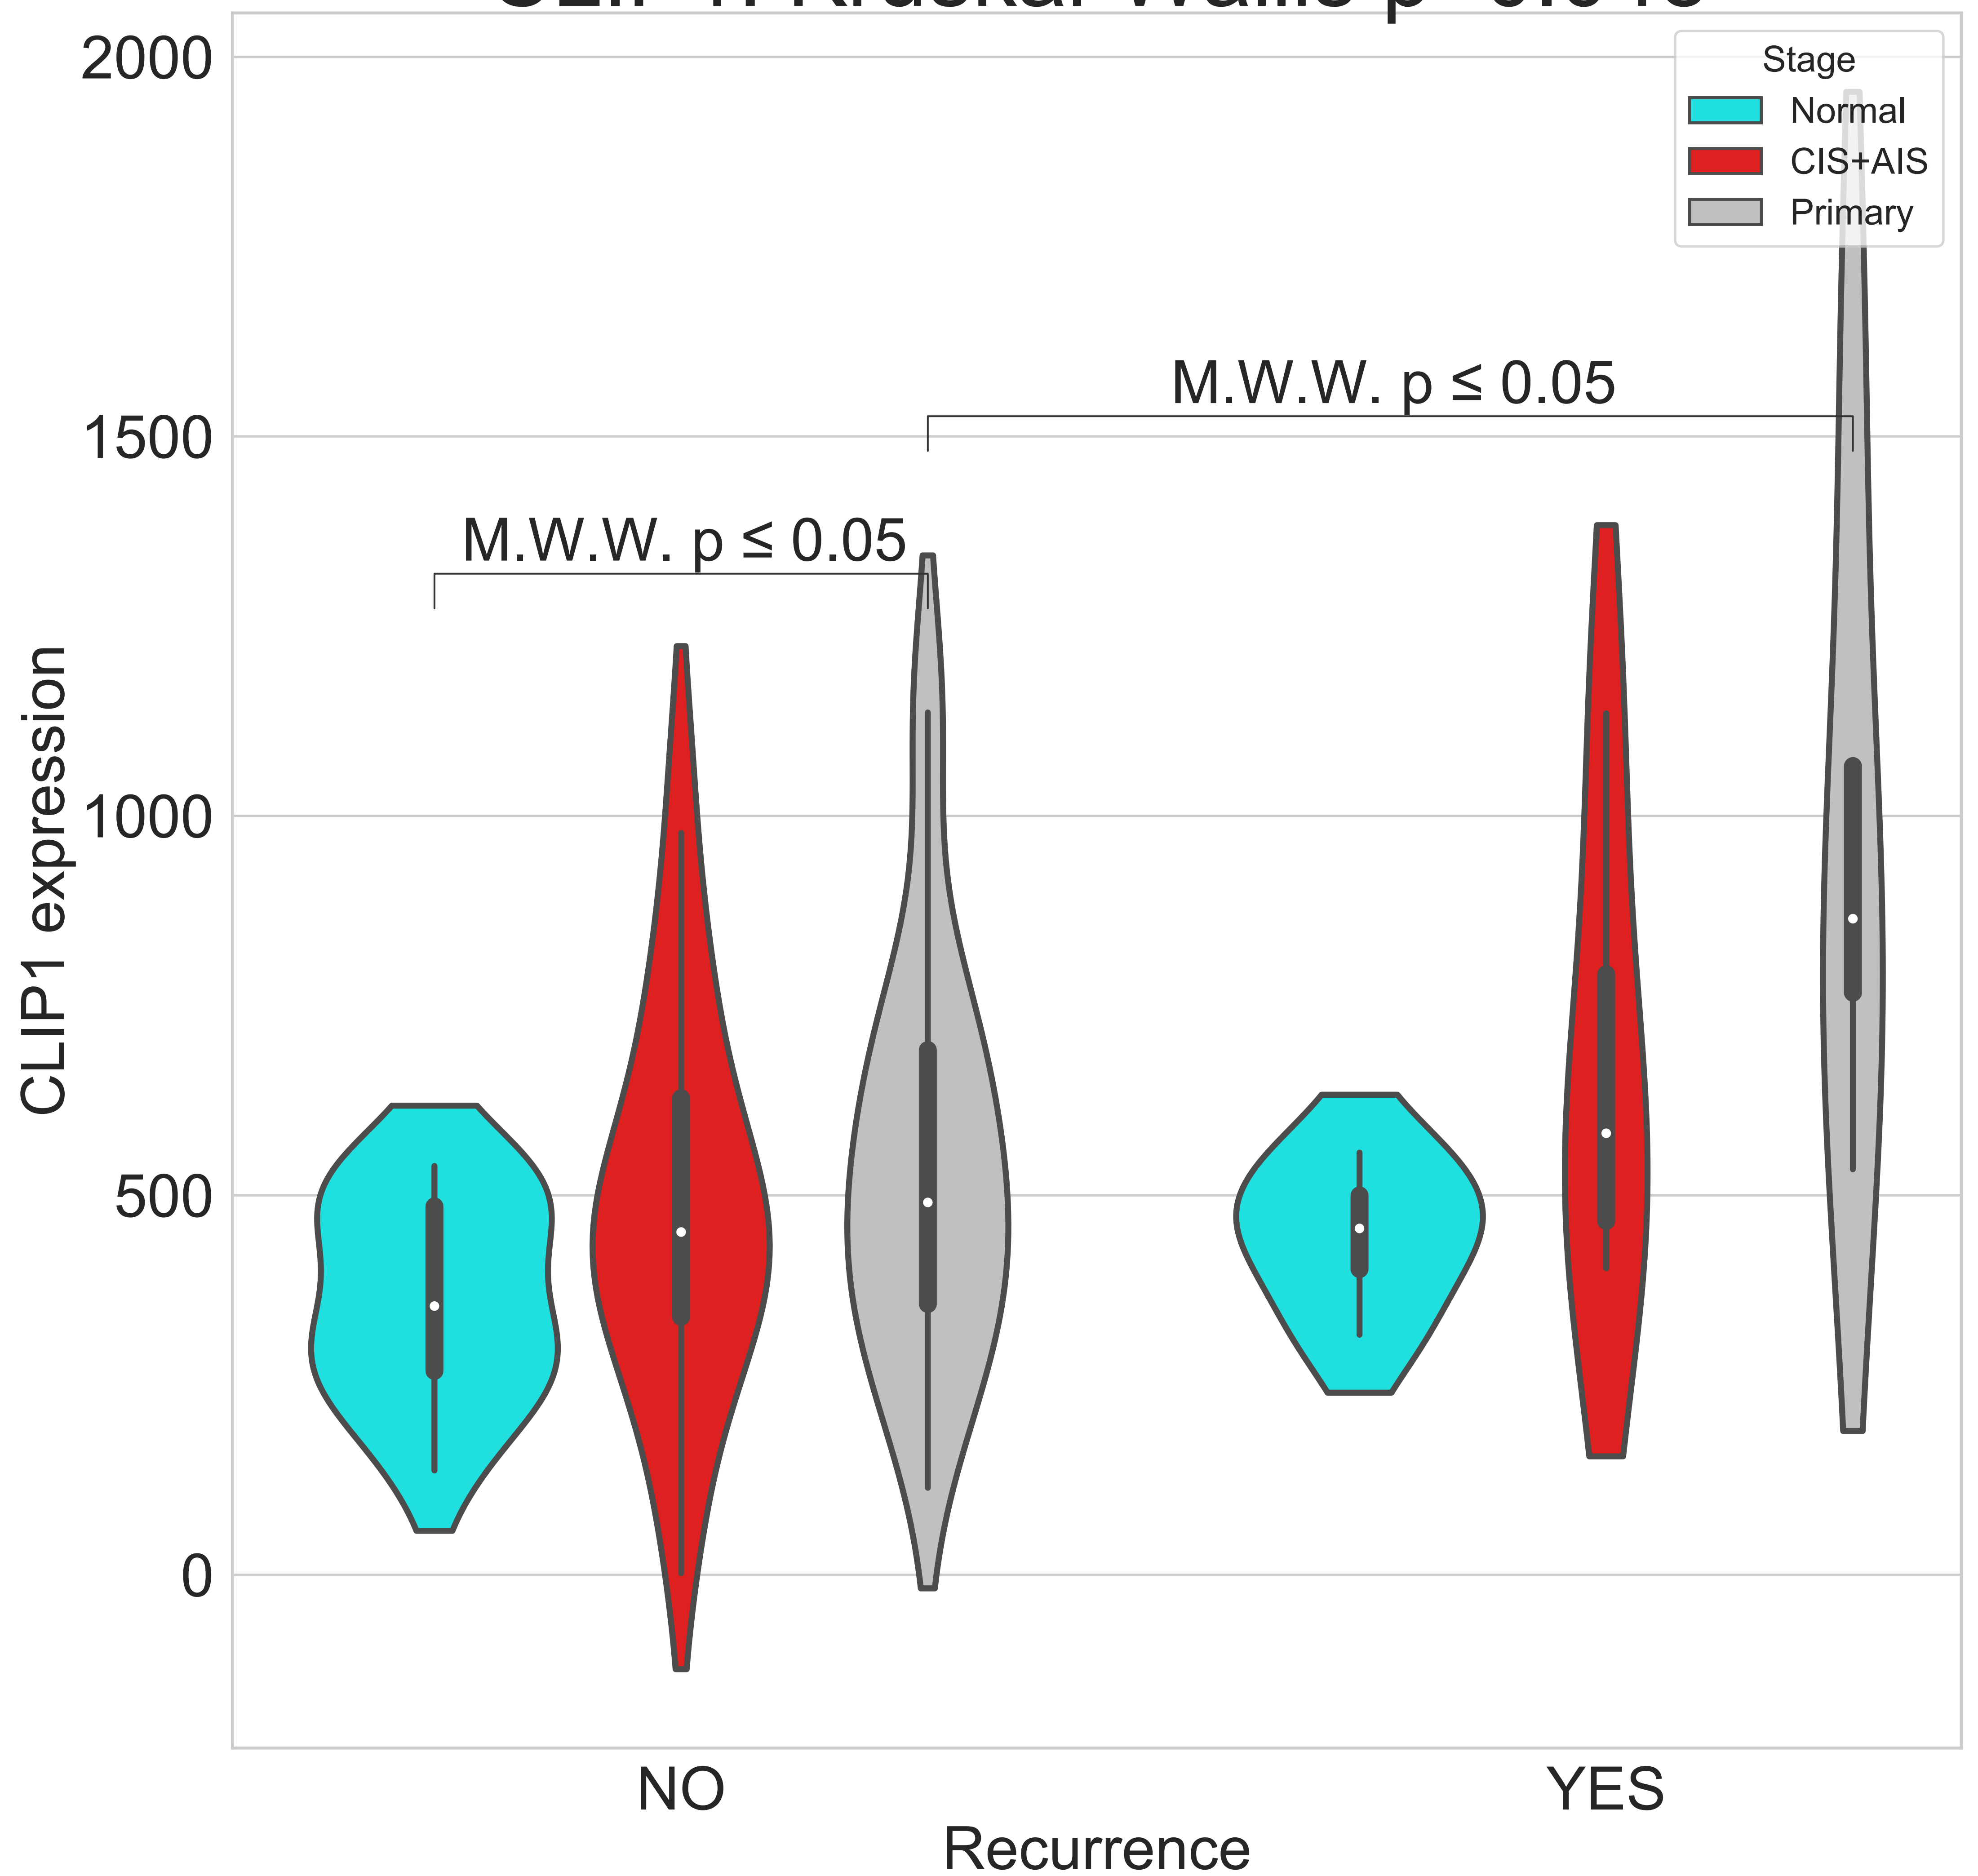 2000
1500
1000
500
0
CLIP1 expression
Stage
Normal
CIS+AIS
Primary
M.W.W. p ≤ 0.05
M.W.W. p ≤ 0.05
NO
YES
Recurrence